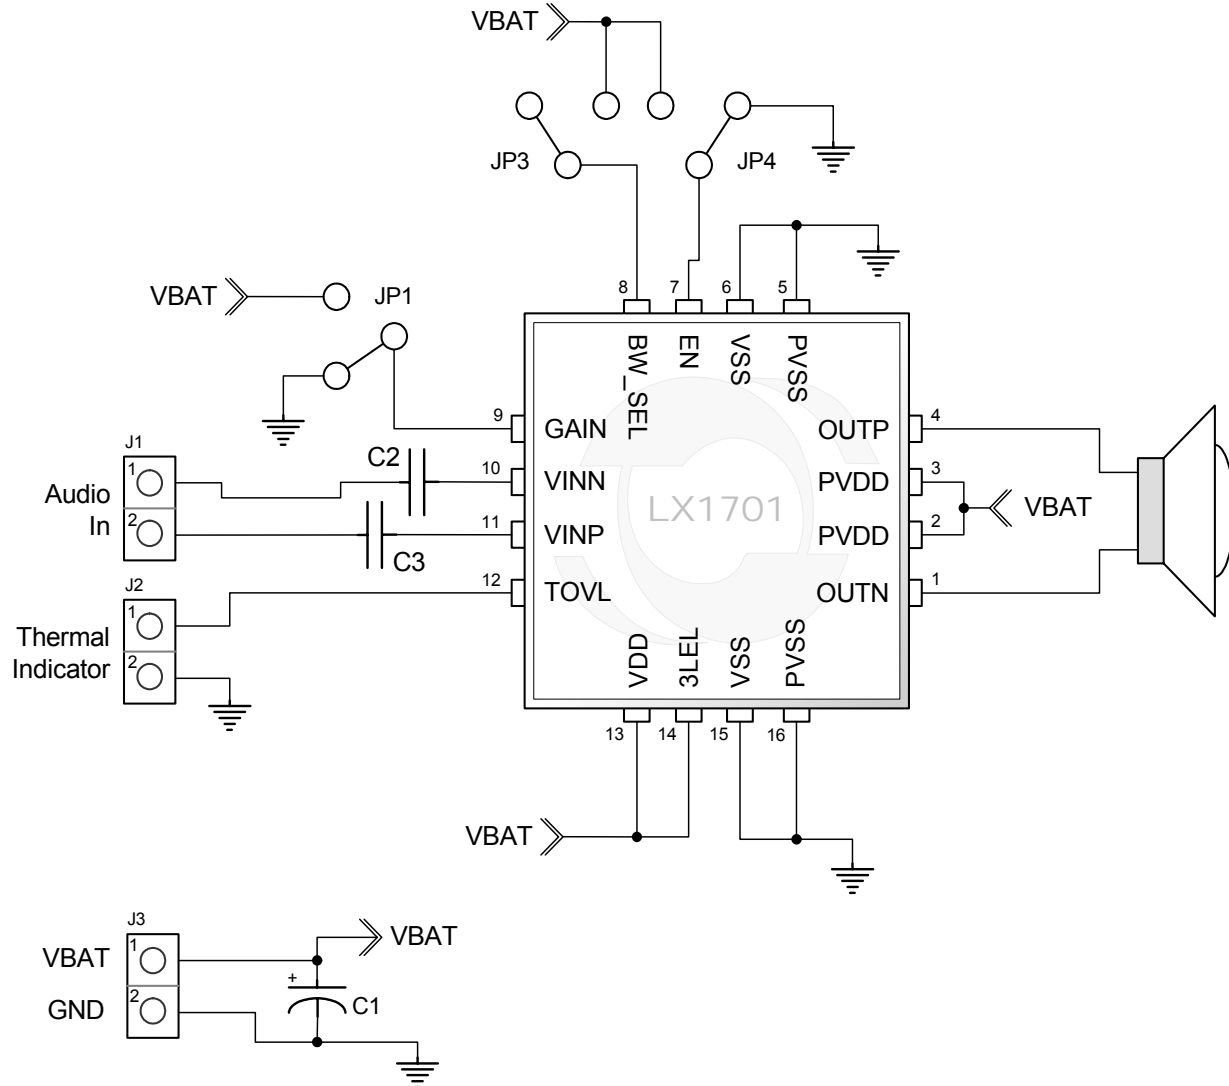 VBAT
JP3
JP4
VBAT
JP1
8
7
6
5
BW_SEL
EN
VSS
PVSS
9
GAIN
OUTP
4
J1
1
2
Audio
In
C2
10
VINN
PVDD
3
LX1701
VBAT
C3
11
VINP
PVDD
2
J2
1
2
Thermal
Indicator
12
TOVL
OUTN
1
VDD
3LEL
VSS
PVSS
13
14
15
16
VBAT
J3
1
2
VBAT
GND
VBAT
+
C1